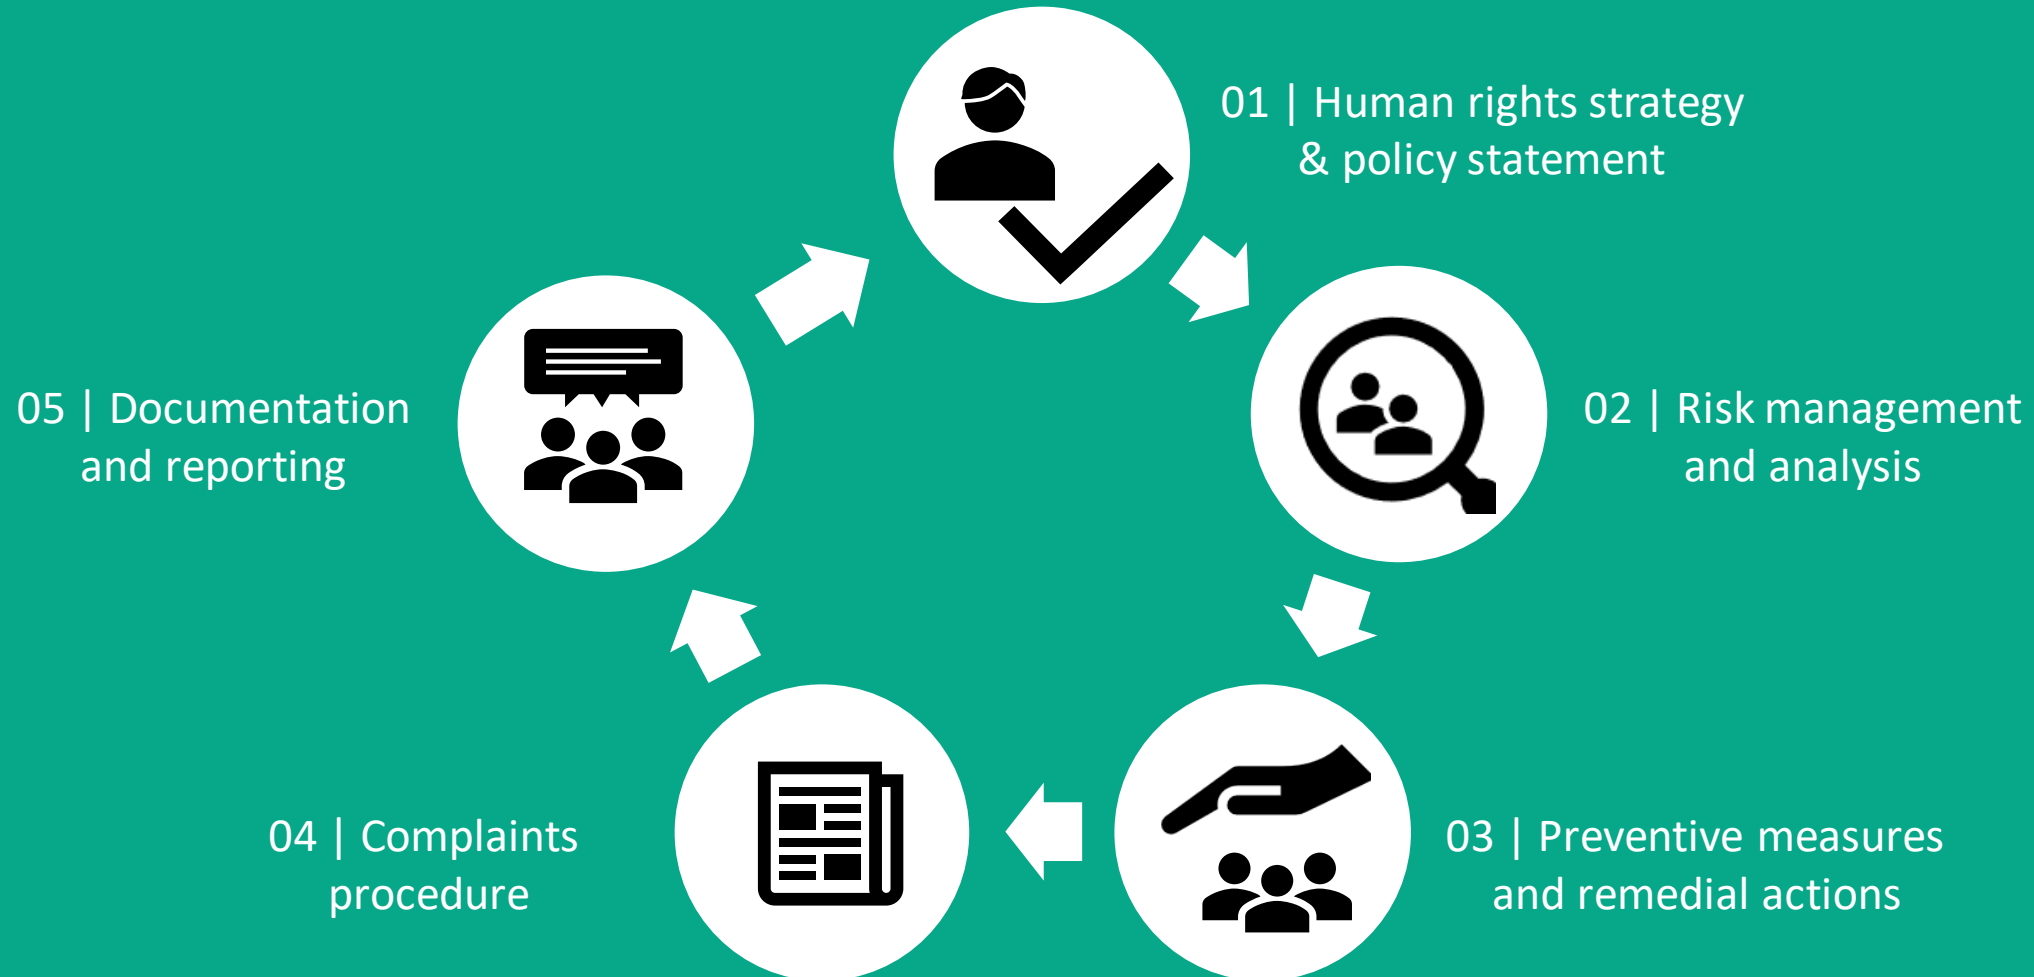 01 | Human rights strategy
& policy statement
02 | Risk management
and analysis
03 | Preventive measures
and remedial actions
04 | Complaints
procedure
05 | Documentation
and reporting